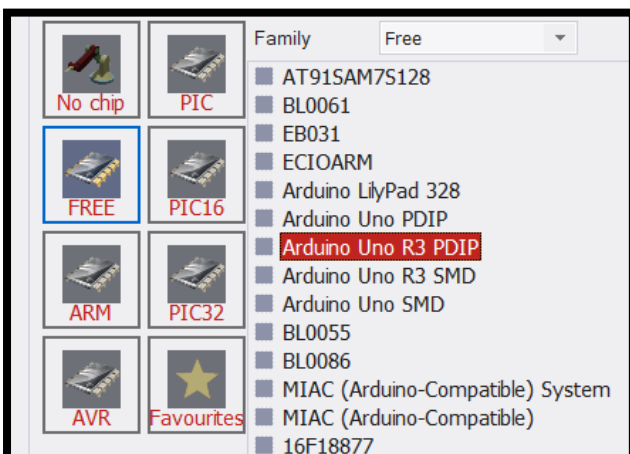 No chip
PIC
FREE
PIC16
ARM
PIC32
AVR
Favourites
Family Free
AT91SAM7S128
BL0061
EB031
ECIOARM
Arduino LilyPad 328
Arduino Uno PDIP
Arduino Uno R3 PDIP
Arduino Uno R3 SMD
Arduino Uno SMD
BL0055
BL0086
MIAC (Arduino-Compatible) System
MIAC (Arduino-Compatible)
16F18877